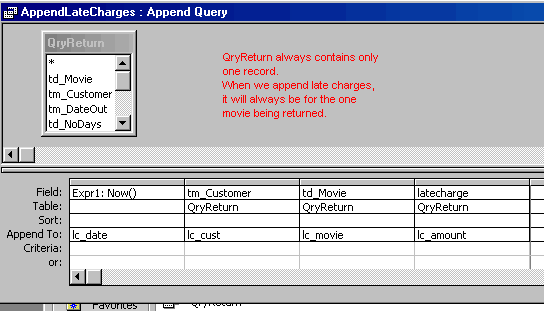 AppendLateCharges : Append Query
QryReturn
*
td_Movie
tm_Customer
tm_DateOut
td_NoDays
QryReturn always contains only
one record.
When we append late charges,
it will always be for the one
movie being returned.
Field: Expr1: Now() tm_Customer td_Movie latecharge
Table: QryReturn QryReturn QryReturn
Sort:
Append To: lc_date lc_cust lc_movie lc_amount
Criteria:
or:
Favorites QryReturn